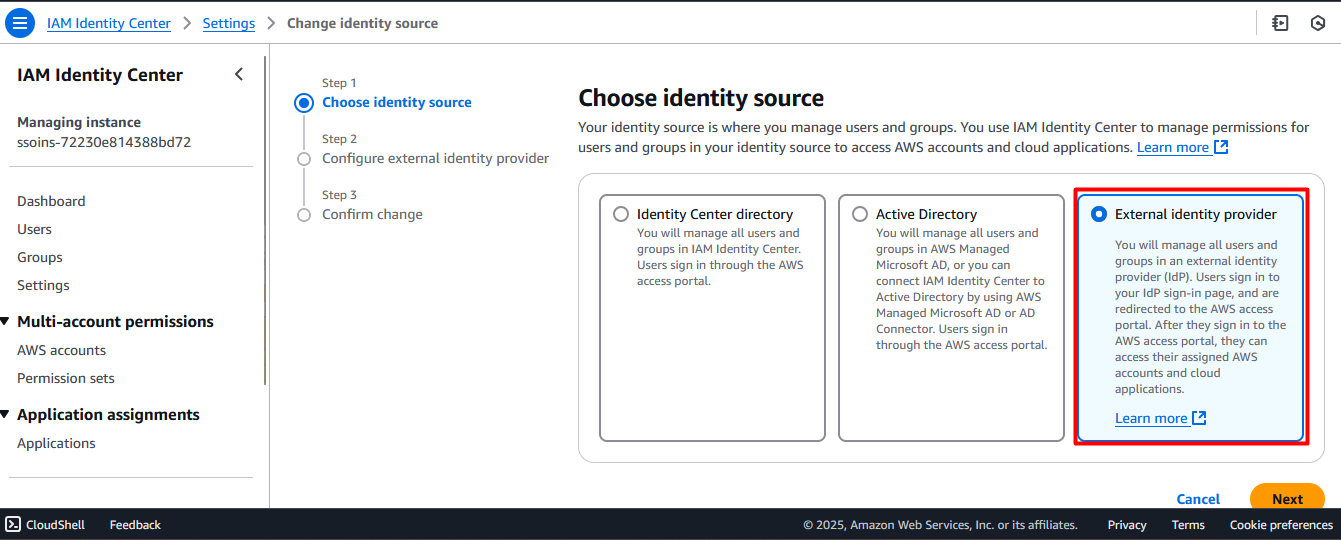 IAM Identity Center > Settings > Change identity source
IAM Identity Center
Managing instance
ssoins-72230e814388bd72
Dashboard
Users
Groups
Settings
Multi-account permissions
AWS accounts
Permission sets
Application assignments
Applications
Step 1
Choose identity source
Step 2
Configure external identity provider
Step 3
Confirm change
Choose identity source
Your identity source is where you manage users and groups. You use IAM Identity Center to manage permissions for
users and groups in your identity source to access AWS accounts and cloud applications. Learn more
Identity Center directory
You will manage all users and
groups in IAM Identity Center.
Users sign in through the AWS
access portal.
Active Directory
You will manage all users and
groups in AWS Managed
Microsoft AD, or you can
connect IAM Identity Center to
Active Directory by using AWS
Managed Microsoft AD or AD
Connector. Users sign in
through the AWS access portal.
External identity provider
You will manage all users and
groups in an external identity
provider (IdP). Users sign in to
your IdP sign-in page, and are
redirected to the AWS access
portal. After they sign in to the
AWS access portal, they can
access their assigned AWS
accounts and cloud
applications.
Learn more
Cancel
Next
CloudShell
Feedback
© 2025, Amazon Web Services, Inc. or its affiliates.
Privacy
Terms
Cookie preferences